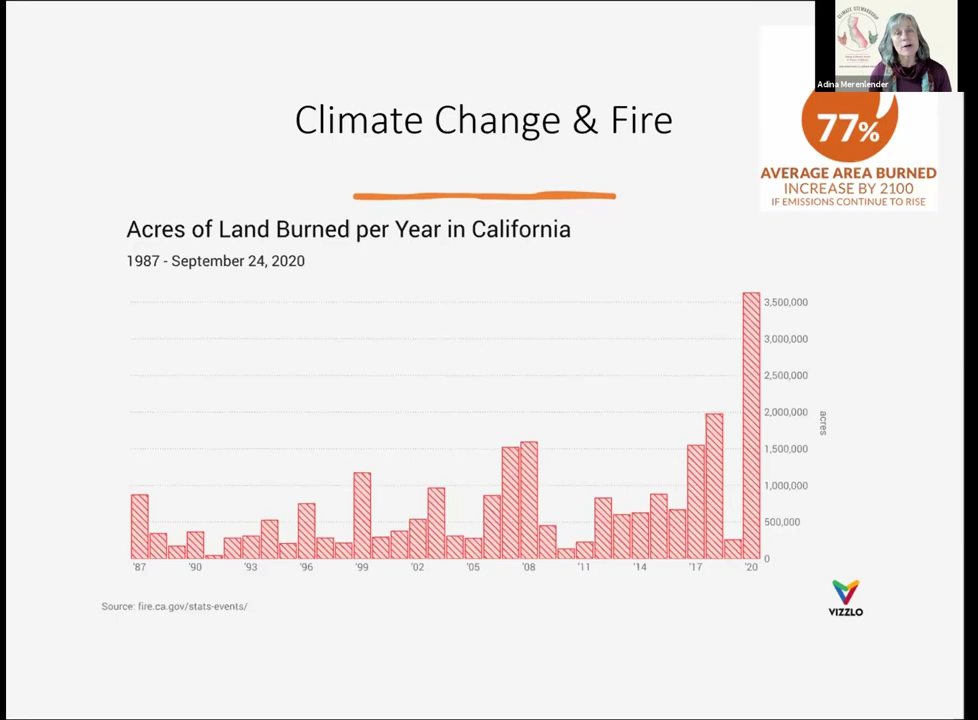 CLIMATE STEWARDSHIP
Adina Merenlender
Climate Change & Fire
77%
AVERAGE AREA BURNED
INCREASE BY 2100
IF EMISSIONS CONTINUE TO RISE
Acres of Land Burned per Year in California
1987 - September 24, 2020
3,500,000
3,000,000
2,500,000
2,000,000
1,500,000
1,000,000
500,000
0
acres
'87 '90 '93 '96 '99 '02 '05 '08 '11 '14 '17 '20
Source: fire.ca.gov/stats-events/
VIZZLO